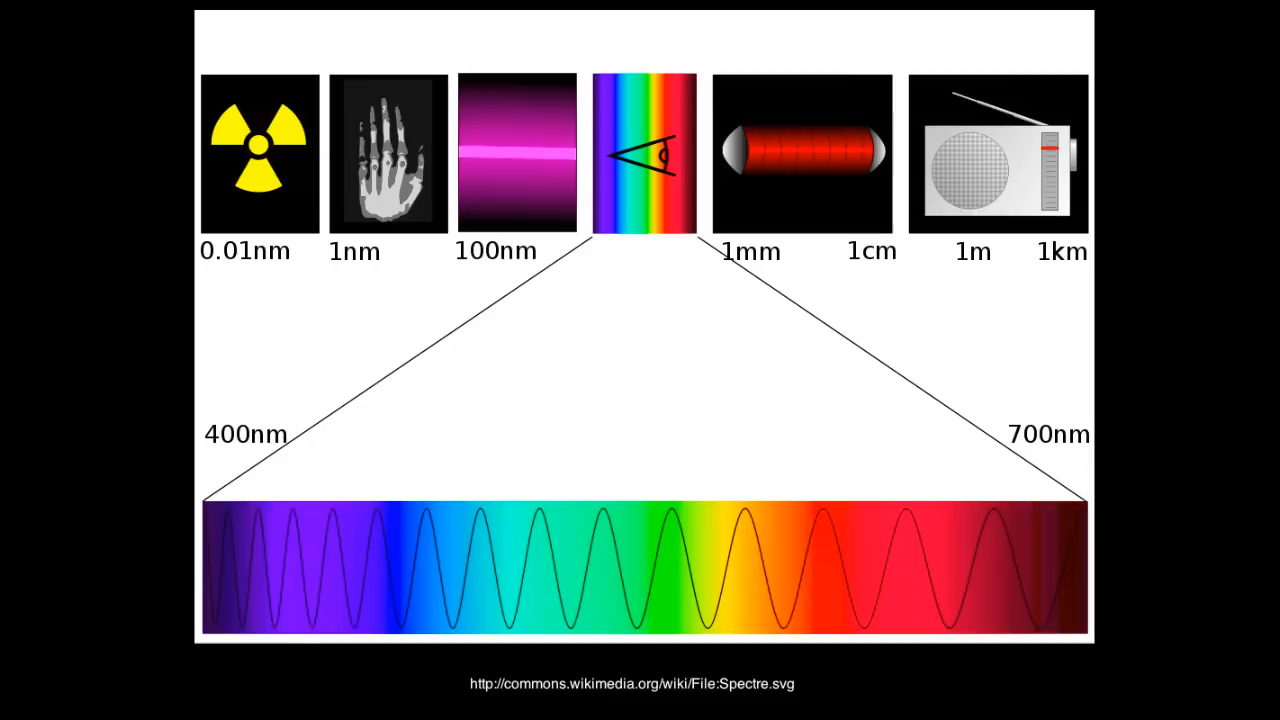 0.01nm 1nm 100nm 1mm 1cm 1m 1km
400nm 700nm
http://commons.wikimedia.org/wiki/File:Spectre.svg